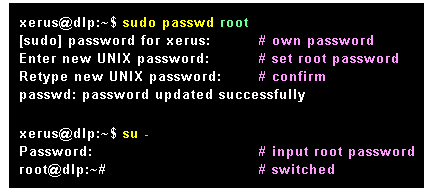 xerus@dlp:~$ sudo passwd root
[sudo] password for xerus: # own password
Enter new UNIX password: # set root password
Retype new UNIX password: # confirm
passwd: password updated successfully
xerus@dlp:~$ su -
Password: # input root password
root@dlp:~# # switched